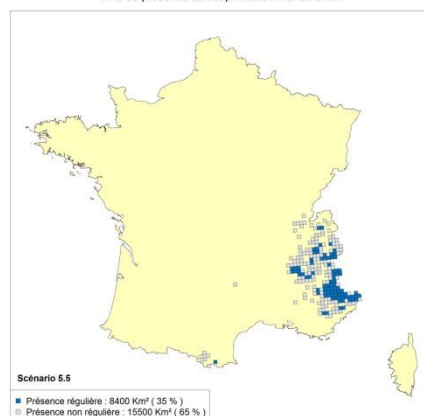 Scénario 5.5
Présence régulière : 8400 Km² ( 35 % )
Présence non régulière : 15500 Km² ( 65 % )